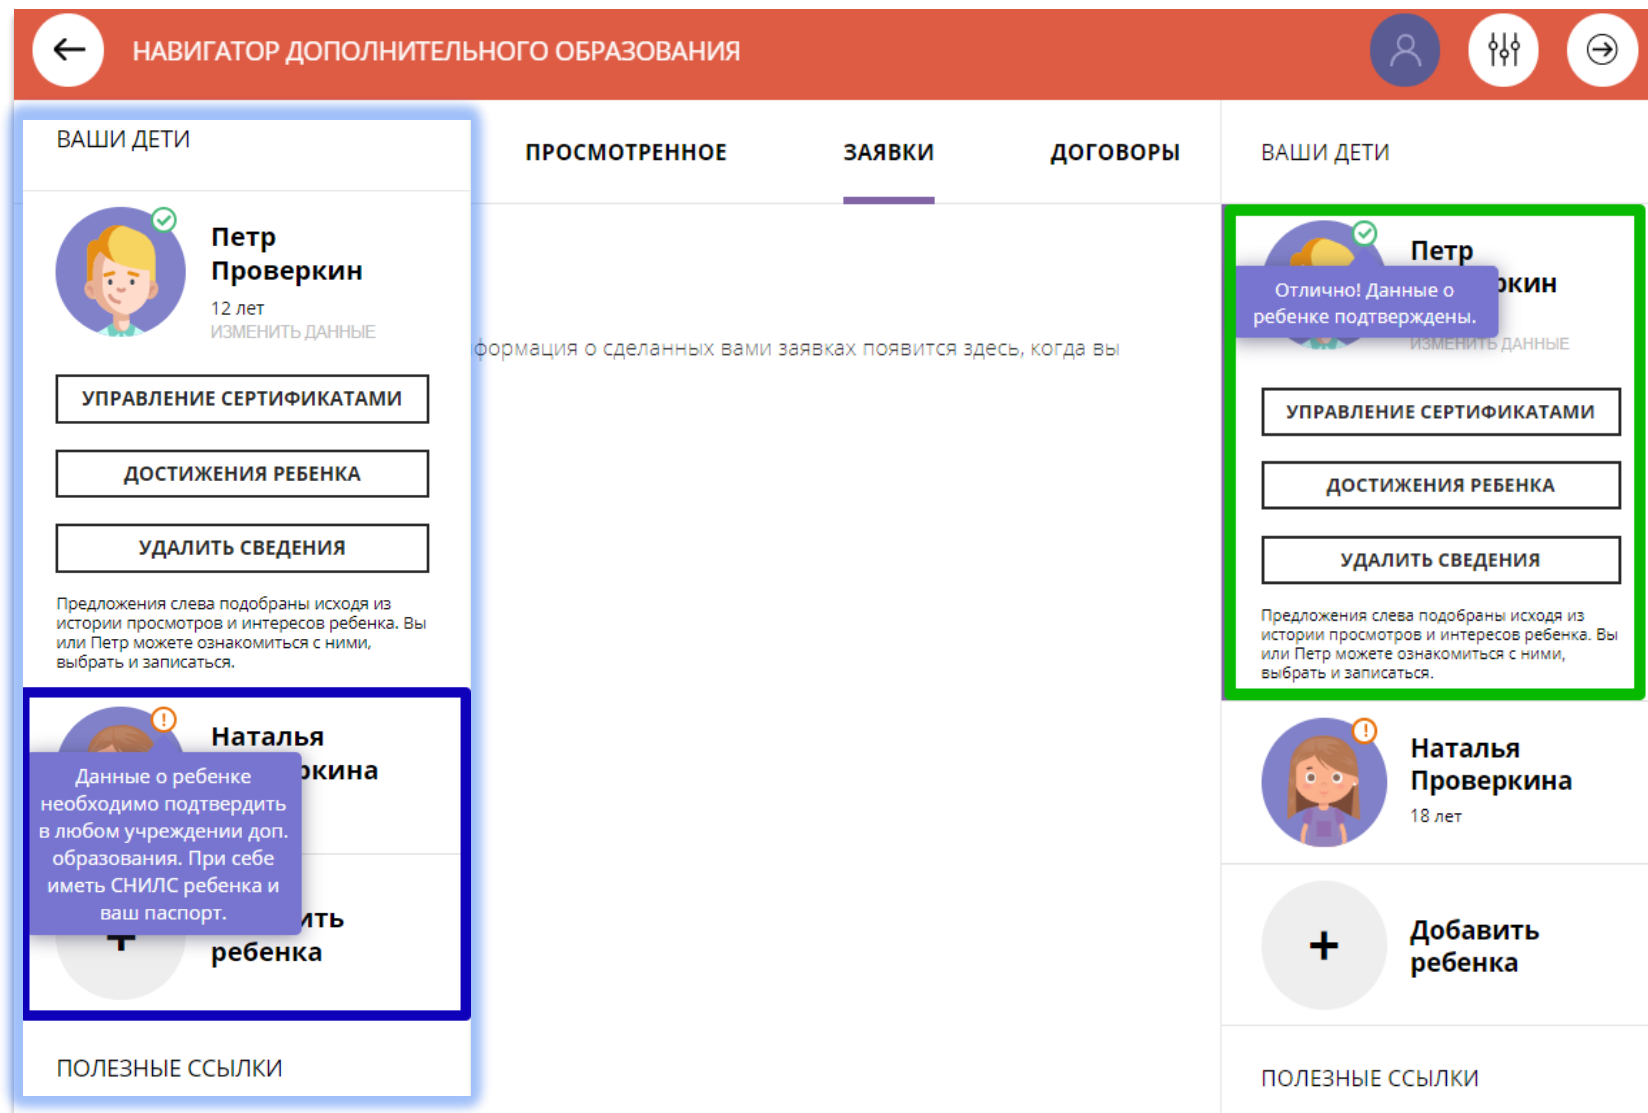 НАВИГАТОР ДОПОЛНИТЕЛЬНОГО ОБРАЗОВАНИЯ
ВАШИ ДЕТИ
Петр
Проверкин
12 лет
ИЗМЕНИТЬ ДАННЫЕ
УПРАВЛЕНИЕ СЕРТИФИКАТАМИ
ДОСТИЖЕНИЯ РЕБЕНКА
УДАЛИТЬ СВЕДЕНИЯ
Предложения слева подобраны исходя из
истории просмотров и интересов ребенка. Вы
или Петр можете ознакомиться с ними,
выбрать и записаться.
Наталья
ркина
Данные о ребенке
необходимо подтвердить
в любом учреждении доп.
образования. При себе
иметь СНИЛС ребенка и
ваш паспорт.
ить
ребенка
ПОЛЕЗНЫЕ ССЫЛКИ
ПРОСМОТРЕННОЕ ЗАЯВКИ ДОГОВОРЫ
формация о сделанных вами заявках появится здесь, когда вы
ВАШИ ДЕТИ
Петр
ркин
Отлично! Данные о
ребенке подтверждены.
ИЗМЕНИТЬ ДАННЫЕ
УПРАВЛЕНИЕ СЕРТИФИКАТАМИ
ДОСТИЖЕНИЯ РЕБЕНКА
УДАЛИТЬ СВЕДЕНИЯ
Предложения слева подобраны исходя из
истории просмотров и интересов ребенка. Вы
или Петр можете ознакомиться с ними,
выбрать и записаться.
Наталья
Проверкина
18 лет
Добавить
ребенка
ПОЛЕЗНЫЕ ССЫЛКИ